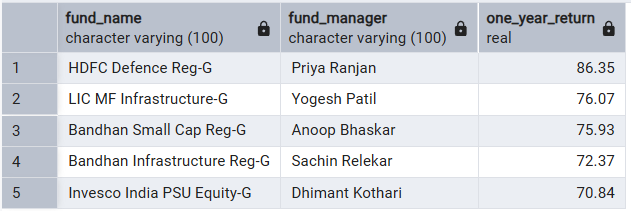 fund_name fund_manager one_year_return
character varying (100) character varying (100) real
1 HDFC Defence Reg-G Priya Ranjan 86.35
2 LIC MF Infrastructure-G Yogesh Patil 76.07
3 Bandhan Small Cap Reg-G Anoop Bhaskar 75.93
4 Bandhan Infrastructure Reg-G Sachin Relekar 72.37
5 Invesco India PSU Equity-G Dhimant Kothari 70.84